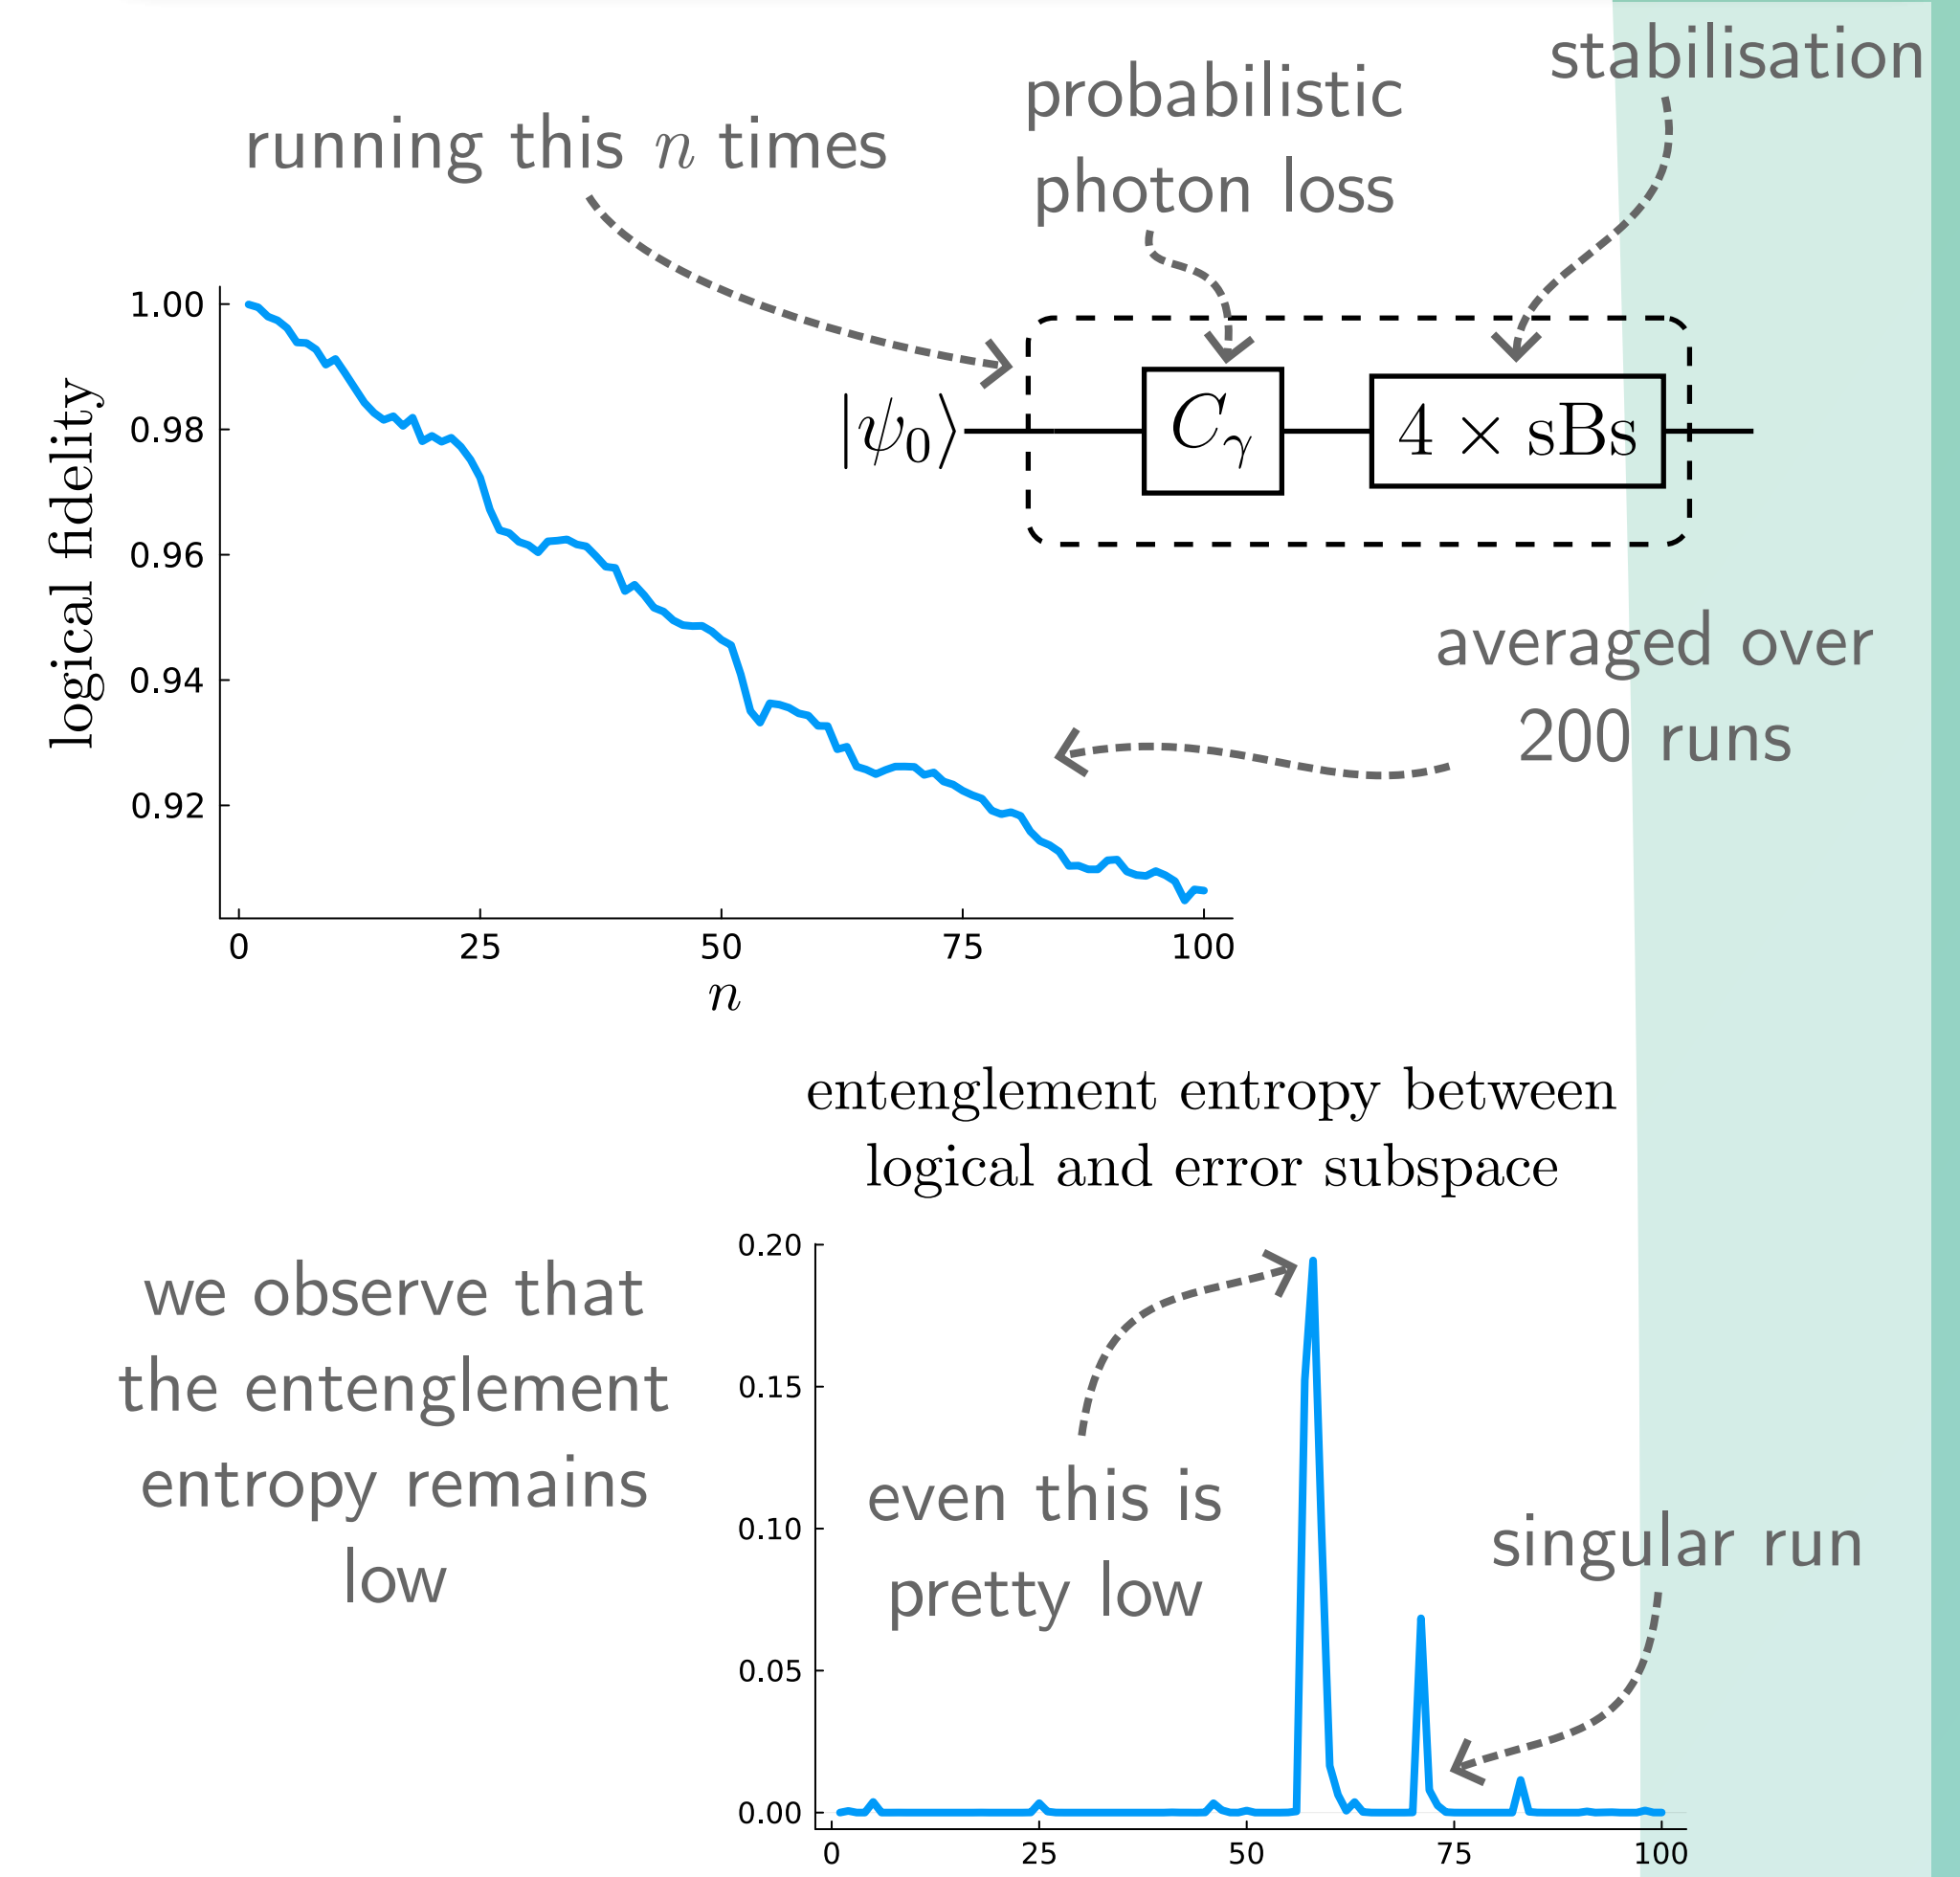 stabilisation
probabilistic
photon loss
running this n times
1.00
0.98
0.96
0.94
0.92
logical fidelity
|ψ₀⟩
C_γ
4 × sBs
averaged over
200 runs
0
25
50
75
100
n
entenglement entropy between
logical and error subspace
we observe that
the entenglement
entropy remains
low
0.20
0.15
0.10
0.05
0.00
even this is
pretty low
singular run
0
25
50
75
100